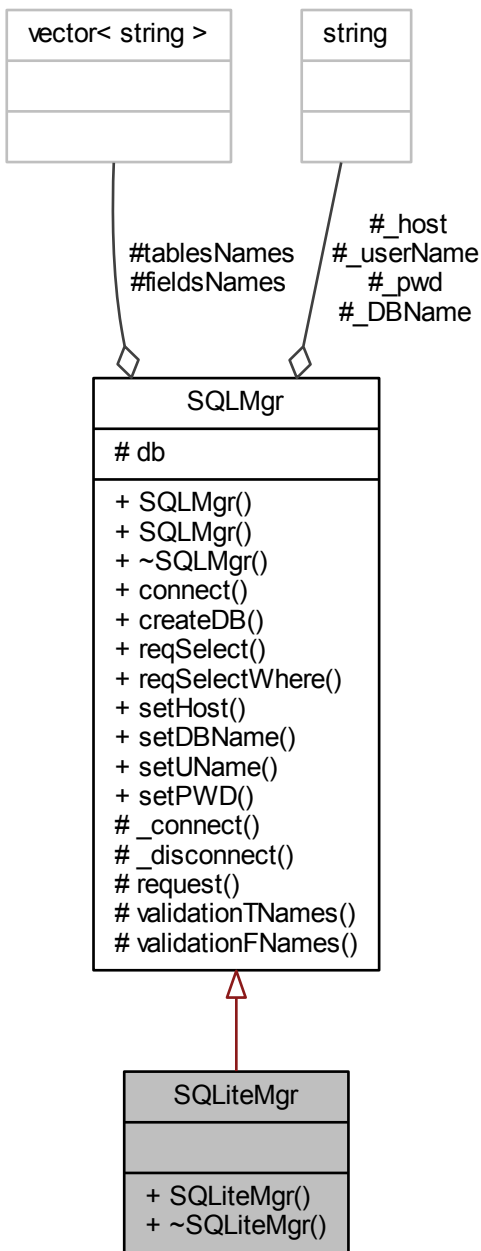 vector< string >
string
#tablesNames
#fieldsNames
#_host
#_userName
#_pwd
#_DBName
SQLMgr
# db
+ SQLMgr()
+ SQLMgr()
+ ~SQLMgr()
+ connect()
+ createDB()
+ reqSelect()
+ reqSelectWhere()
+ setHost()
+ setDBName()
+ setUName()
+ setPWD()
# _connect()
# _disconnect()
# request()
# validationTNames()
# validationFNames()
SQLiteMgr
+ SQLiteMgr()
+ ~SQLiteMgr()